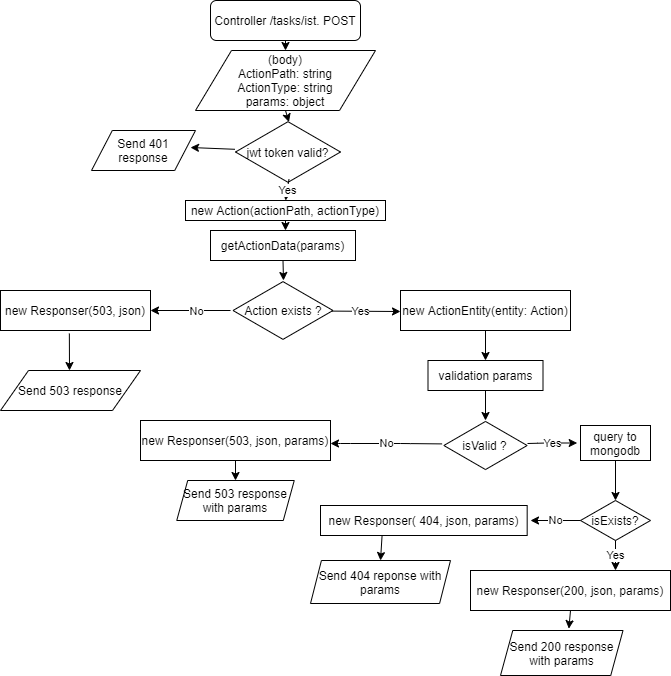 Controller /tasks/ist. POST
(body)
ActionPath: string
ActionType: string
params: object
Send 401
response
jwt token valid?
Yes
new Action(actionPath, actionType)
getActionData(params)
new Responser(503, json)
No
Action exists ?
Yes
new ActionEntity(entity: Action)
Send 503 response
validation params
new Responser(503, json, params)
No
isValid ?
Yes
query to
mongodb
Send 503 response
with params
new Responser( 404, json, params)
No
isExists?
Yes
Send 404 reponse with
params
new Responser(200, json, params)
Send 200 response
with params